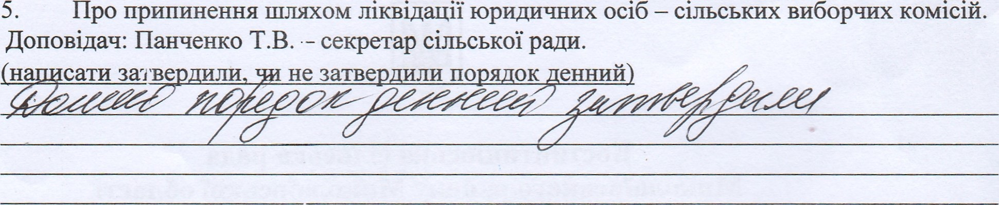 5. Про припинення шляхом ліквідації юридичних осіб – сільських виборчих комісій.
Доповідач: Панченко Т.В. – секретар сільської ради.
(написати затвердили, чи не затвердили порядок денний)
Даний порядок денний затвердили